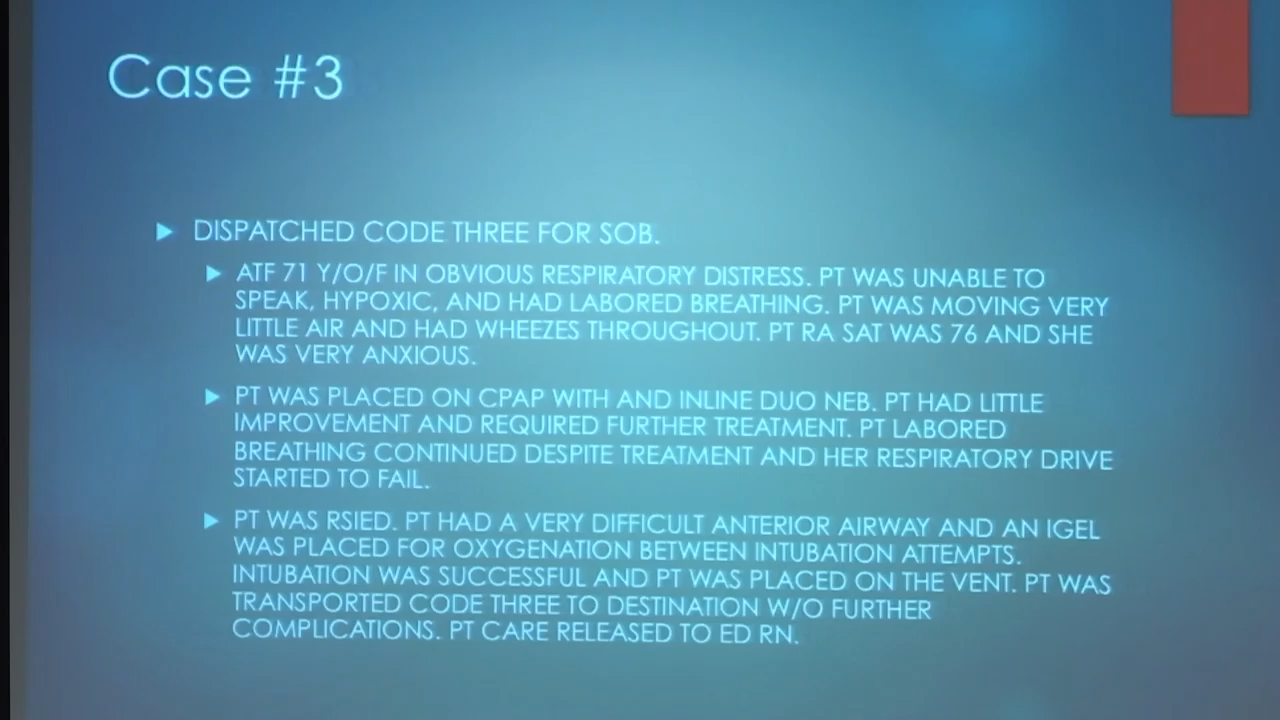 Case #3
DISPATCHED CODE THREE FOR SOB.
ATF 71 Y/O/F IN OBVIOUS RESPIRATORY DISTRESS. PT WAS UNABLE TO
SPEAK, HYPOXIC, AND HAD LABORED BREATHING. PT WAS MOVING VERY
LITTLE AIR AND HAD WHEEZES THROUGHOUT. PT RA SAT WAS 76 AND SHE
WAS VERY ANXIOUS.
PT WAS PLACED ON CPAP WITH AND INLINE DUO NEB. PT HAD LITTLE
IMPROVEMENT AND REQUIRED FURTHER TREATMENT. PT LABORED
BREATHING CONTINUED DESPITE TREATMENT AND HER RESPIRATORY DRIVE
STARTED TO FAIL.
PT WAS RSIED. PT HAD A VERY DIFFICULT ANTERIOR AIRWAY AND AN IGEL
WAS PLACED FOR OXYGENATION BETWEEN INTUBATION ATTEMPTS.
INTUBATION WAS SUCCESSFUL AND PT WAS PLACED ON THE VENT. PT WAS
TRANSPORTED CODE THREE TO DESTINATION W/O FURTHER
COMPLICATIONS. PT CARE RELEASED TO ED RN.